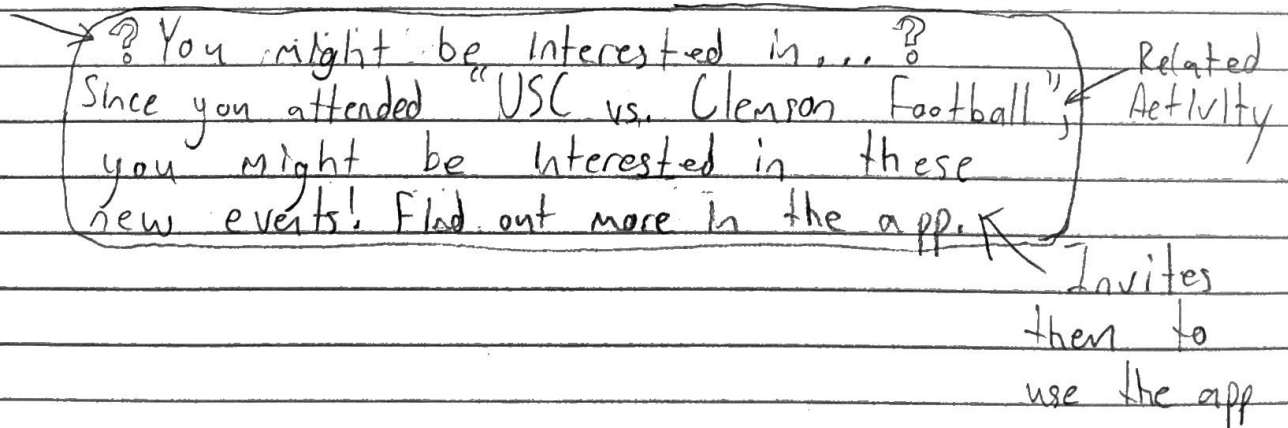 ? You might be interested in... ?
Since you attended "USC vs. Clemson Football",
you might be interested in these
new events! Find out more in the app.
Related
Activity
Invites
them to
use the app